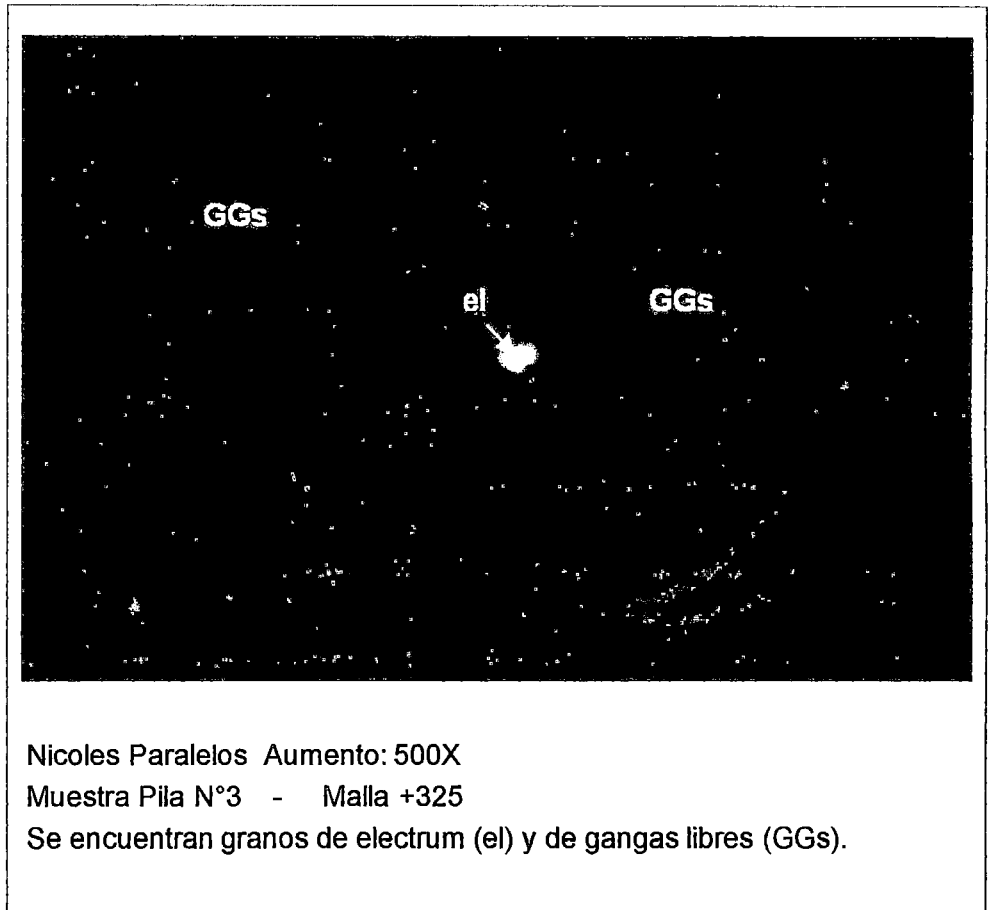 GGs
el
GGs
Nicoles Paralelos Aumento: 500X
Muestra Pila N°3 - Malla +325
Se encuentran granos de electrum (el) y de gangas libres (GGs).